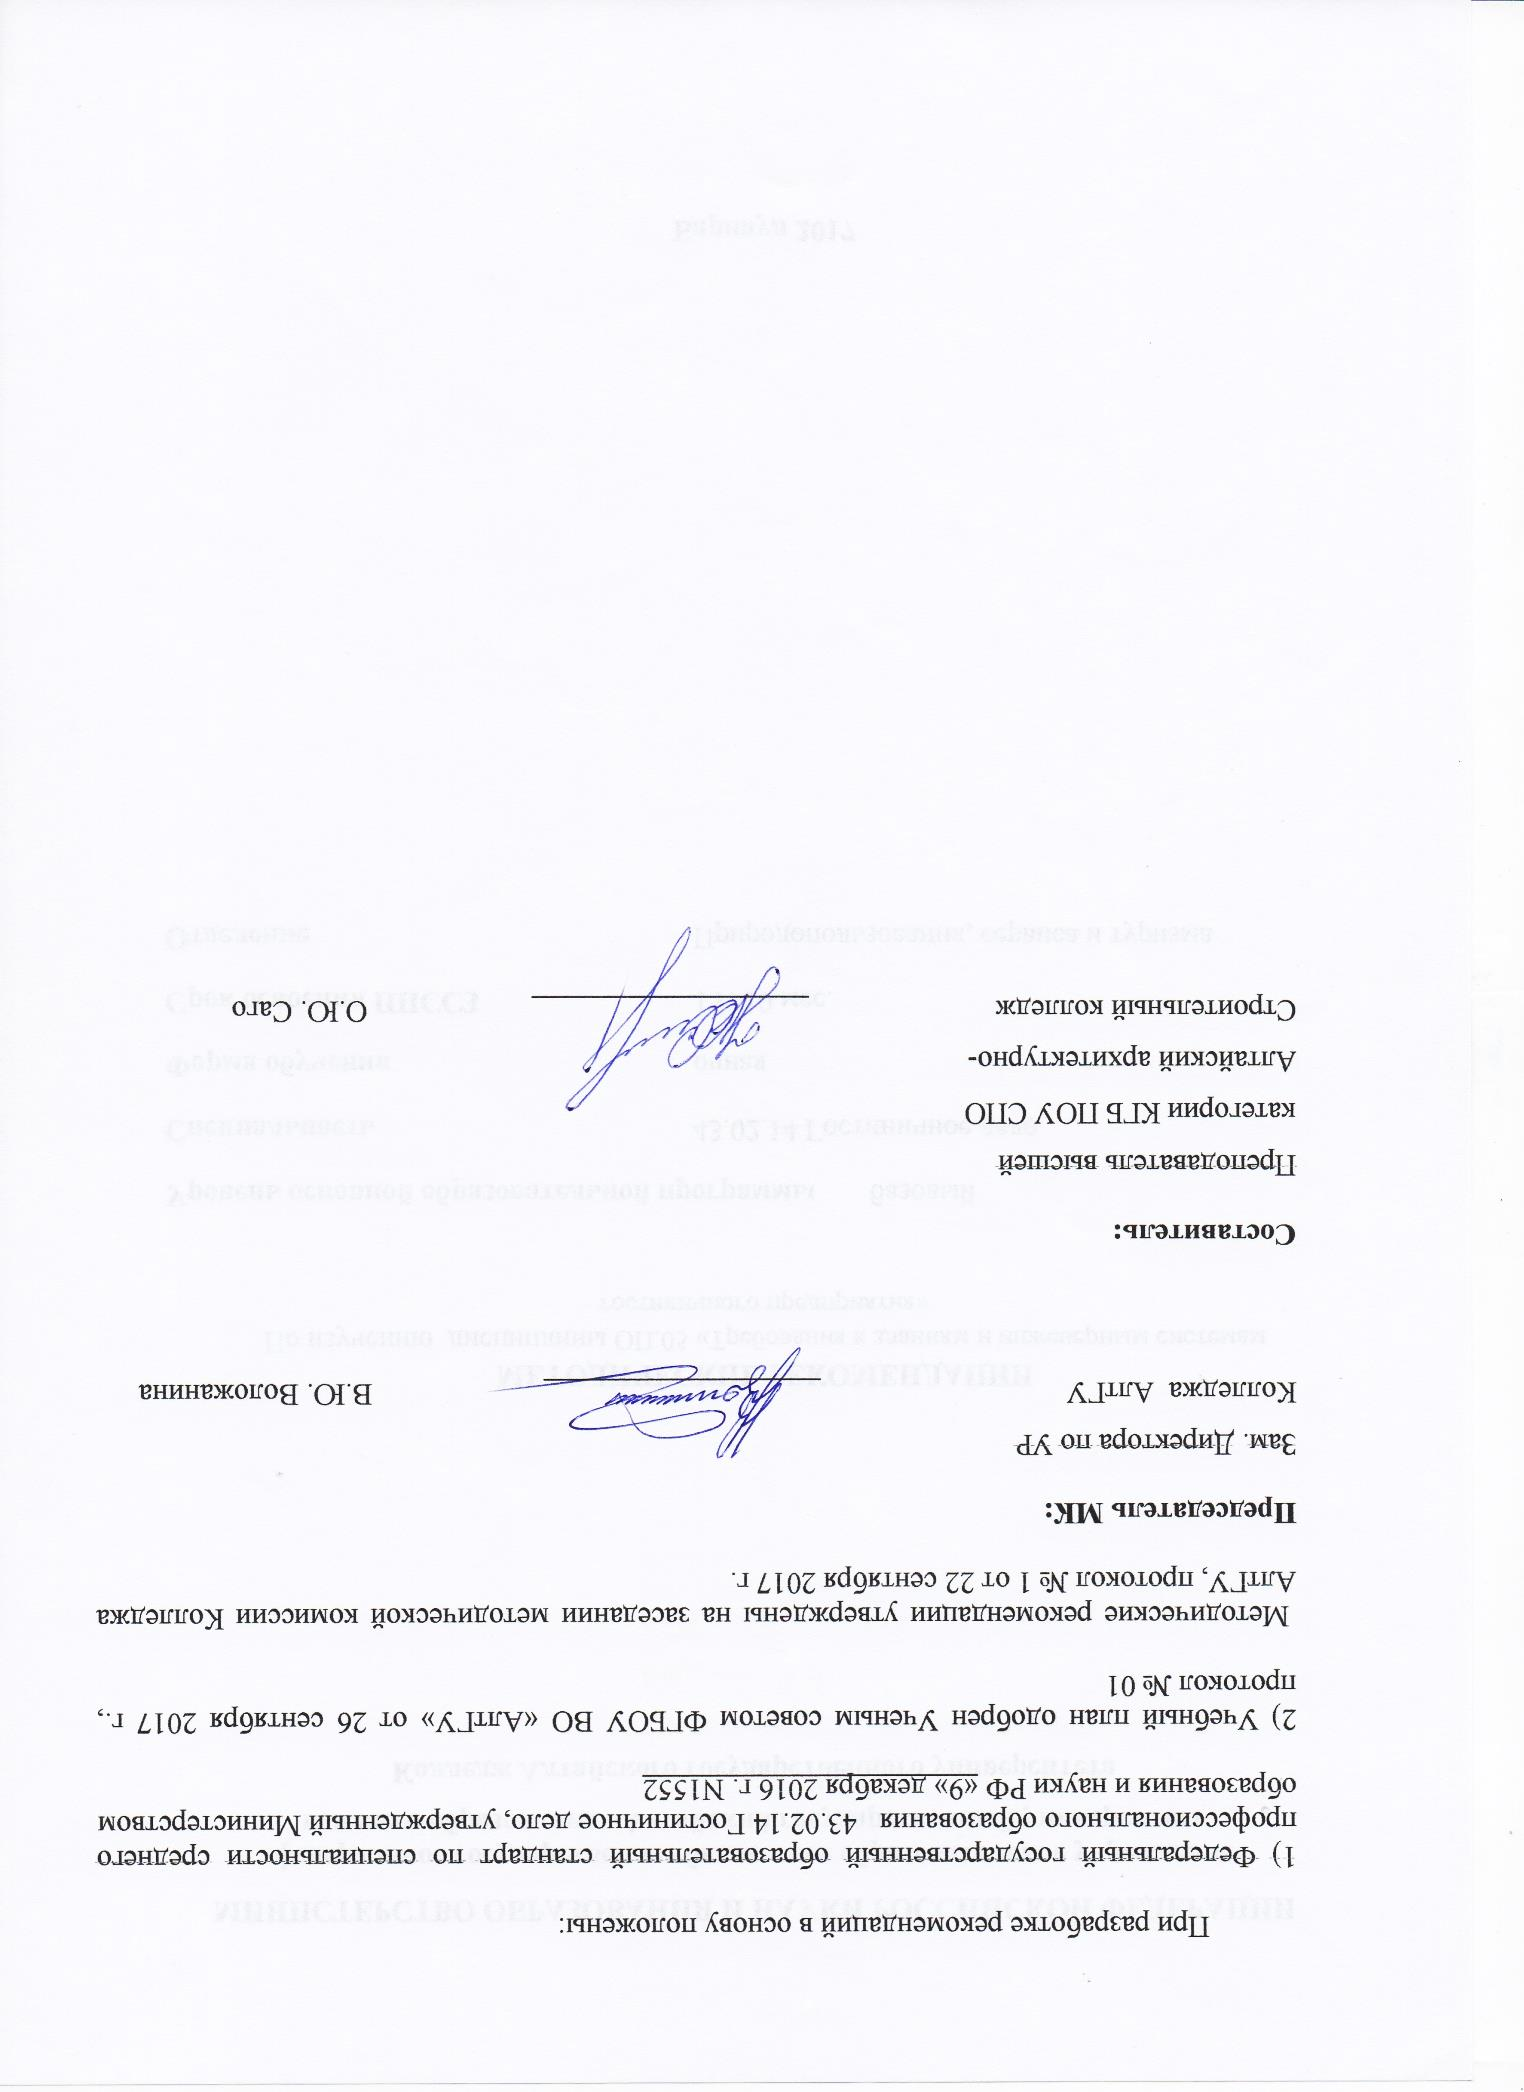 При разработке рекомендаций в основу положены:
1) Федеральный государственный образовательный стандарт по специальности среднего
профессионального образования 43.02.14 Гостиничное дело, утвержденный Министерством
образования и науки РФ «9» декабря 2016 г. N1552
2) Учебный план одобрен Ученым советом ФГБОУ ВО «АлтГУ» от 26 сентября 2017 г.,
протокол № 01
Методические рекомендации утверждены на заседании методической комиссии Колледжа
АлтГУ, протокол № 1 от 22 сентября 2017 г.
Председатель МК:
Зам. Директора по УР
Колледжа АлтГУ В.Ю. Воложанина
Составитель:
Преподаватель высшей
категории КГБ ПОУ СПО
Алтайский архитектурно-
Строительный колледж О.Ю. Саго